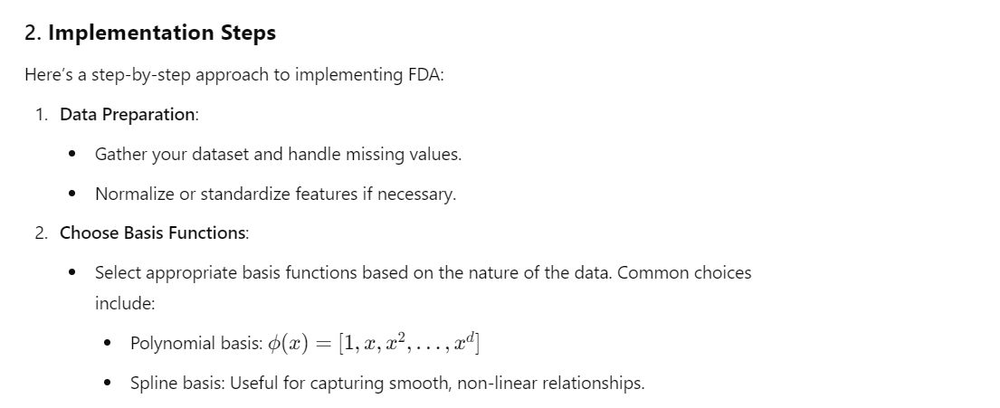 2. Implementation Steps
Here's a step-by-step approach to implementing FDA:
1. Data Preparation:
• Gather your dataset and handle missing values.
• Normalize or standardize features if necessary.
2. Choose Basis Functions:
• Select appropriate basis functions based on the nature of the data. Common choices
include:
• Polynomial basis: ϕ(x) = [1, x, x², . . . , xᵈ]
• Spline basis: Useful for capturing smooth, non-linear relationships.